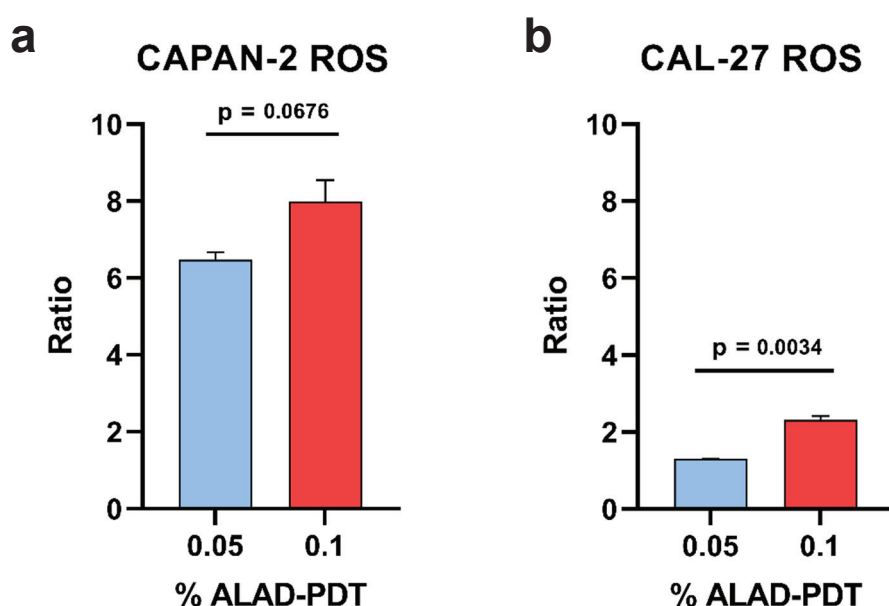 a
CAPAN-2 ROS
p = 0.0676
10
8
6
4
2
0
Ratio
0.05
0.1
% ALAD-PDT
b
CAL-27 ROS
p = 0.0034
10
8
6
4
2
0
Ratio
0.05
0.1
% ALAD-PDT